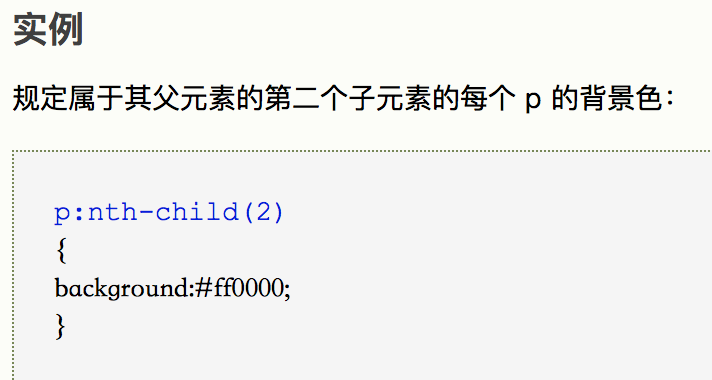 实例
规定属于其父元素的第二个子元素的每个 p 的背景色：
p:nth-child(2)
{
background:#ff0000;
}